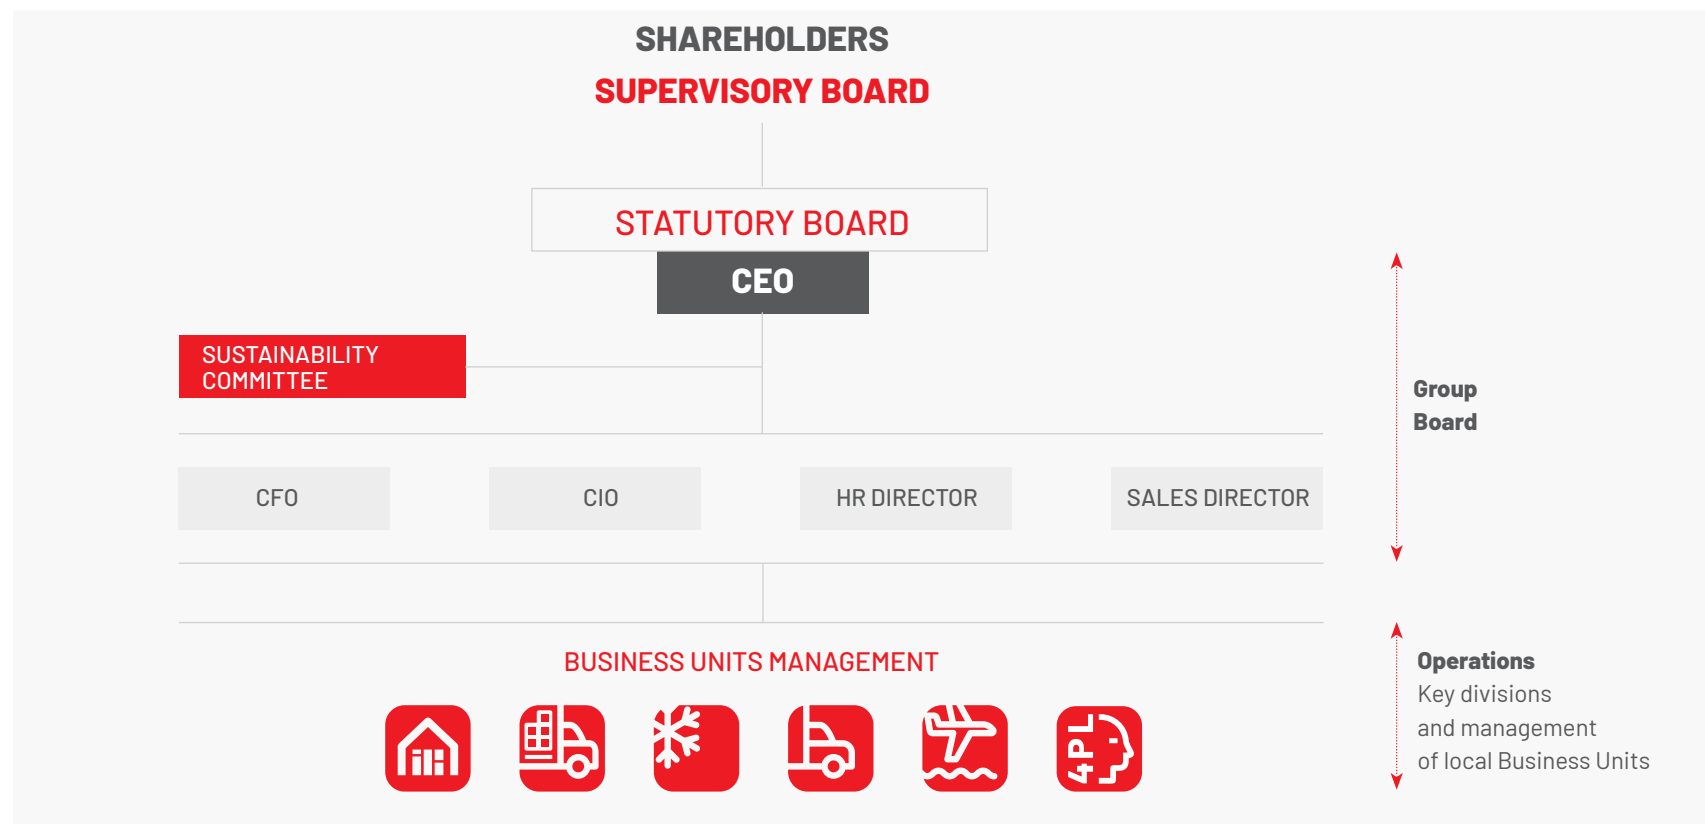 SHAREHOLDERS
SUPERVISORY BOARD
STATUTORY BOARD
CEO
SUSTAINABILITY
COMMITTEE
Group
Board
CFO
CIO
HR DIRECTOR
SALES DIRECTOR
BUSINESS UNITS MANAGEMENT
Operations
Key divisions
and management
of local Business Units
4PL